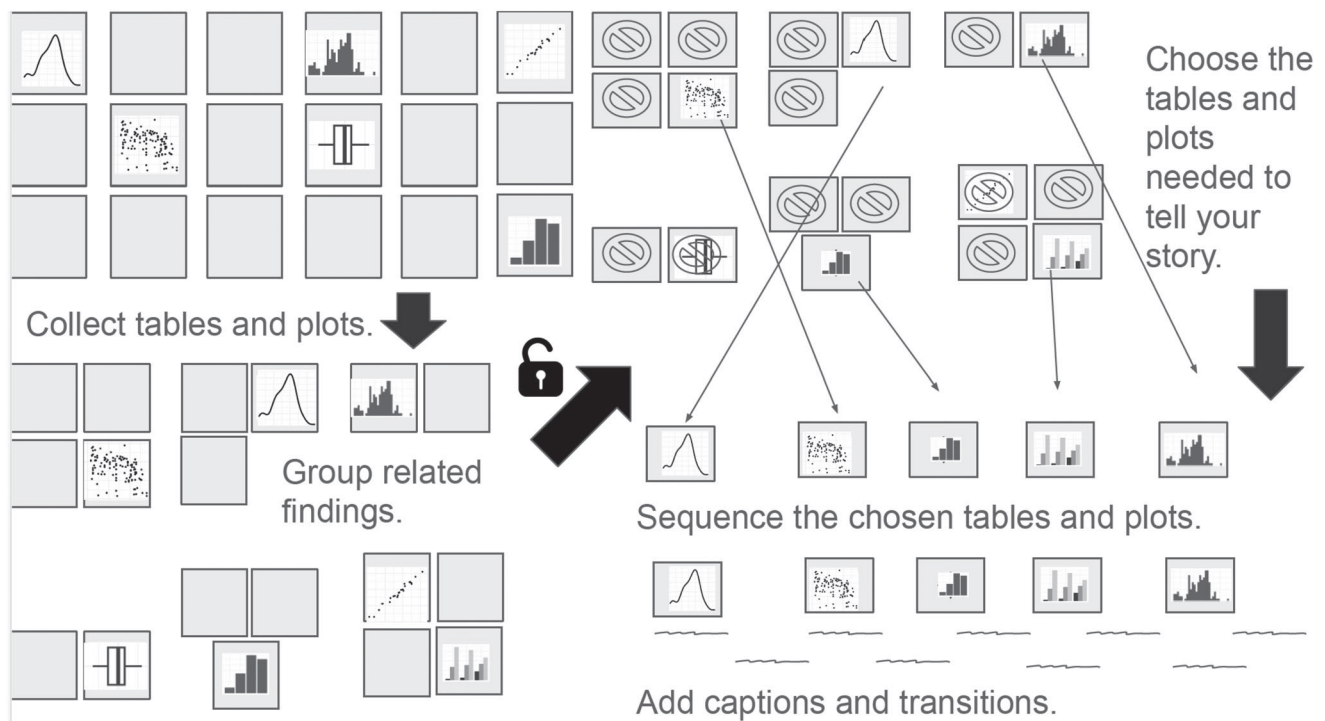 Collect tables and plots.
Group related
findings.
Choose the
tables and
plots
needed to
tell your
story.
Sequence the chosen tables and plots.
Add captions and transitions.